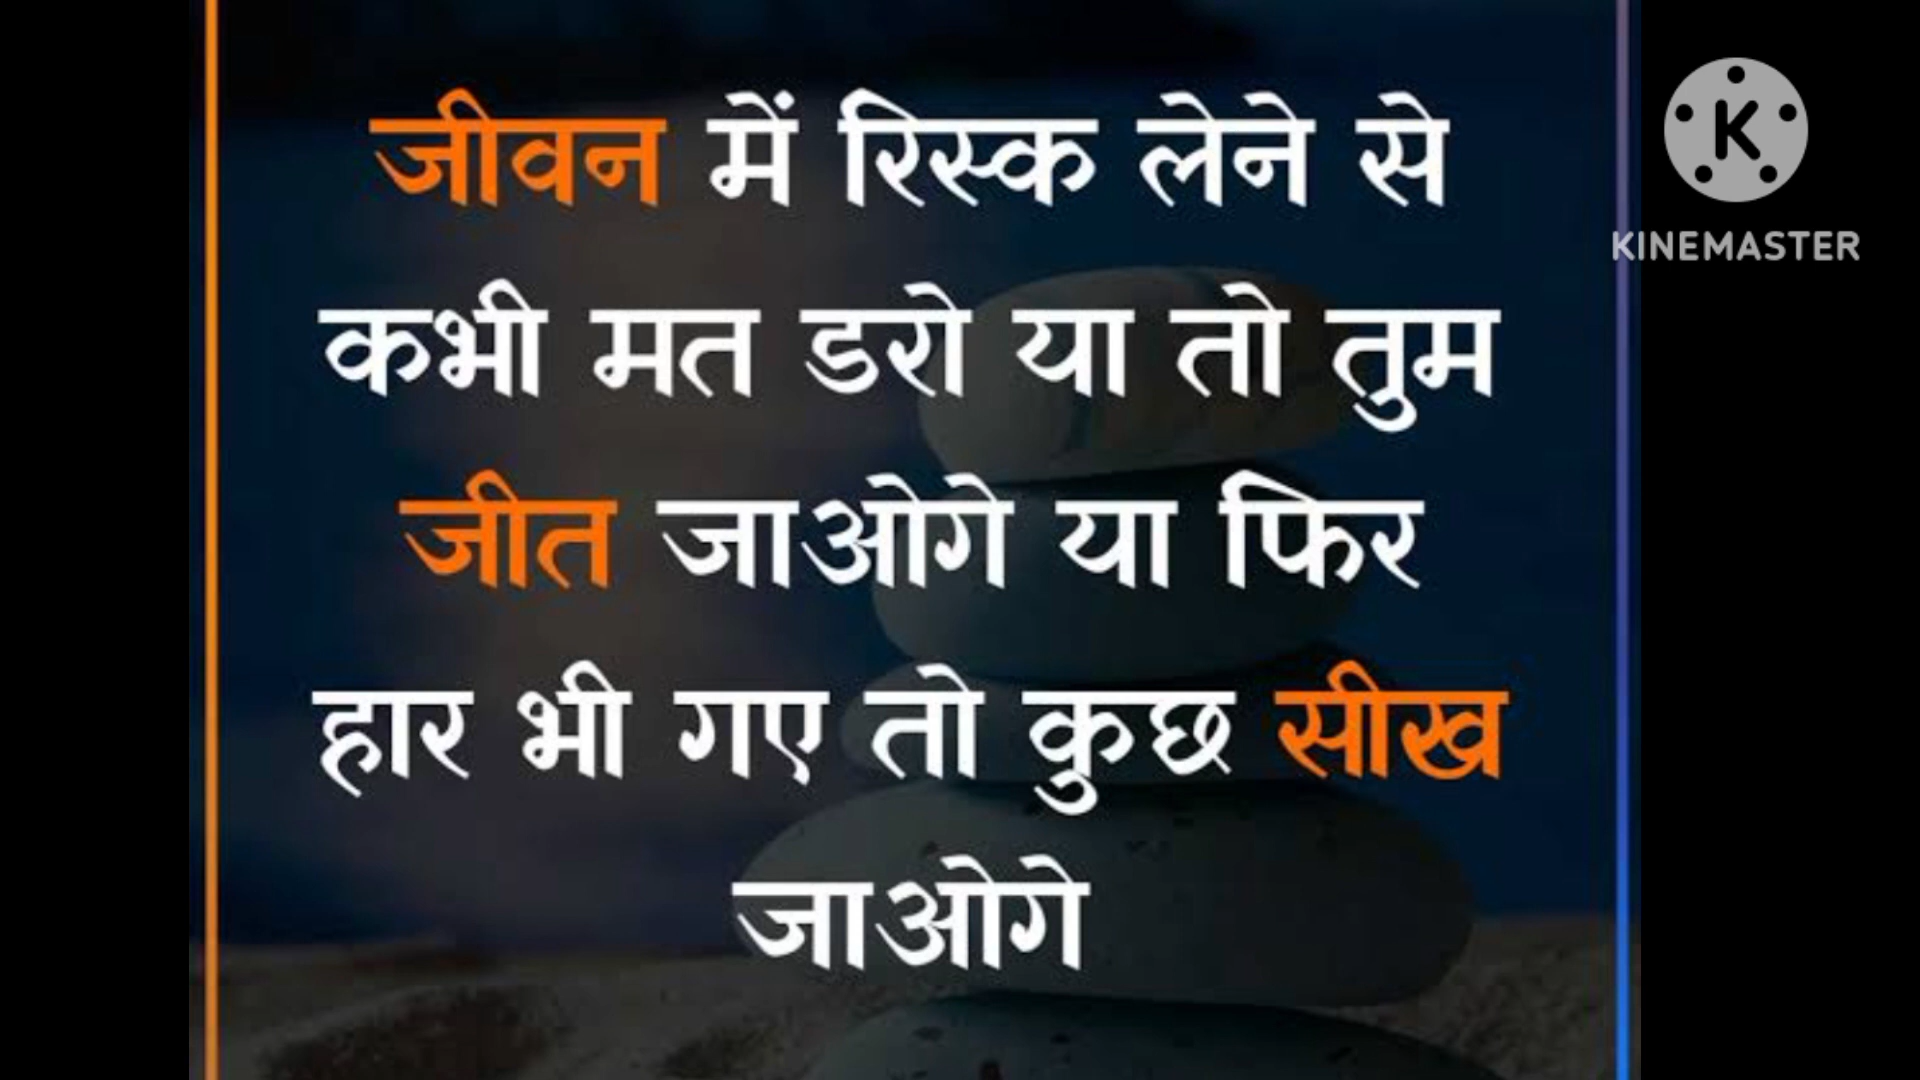 जीवन में रिस्क लेने से
कभी मत डरो या तो तुम
जीत जाओगे या फिर
हार भी गए तो कुछ सीख
जाओगे
K
KINEMASTER